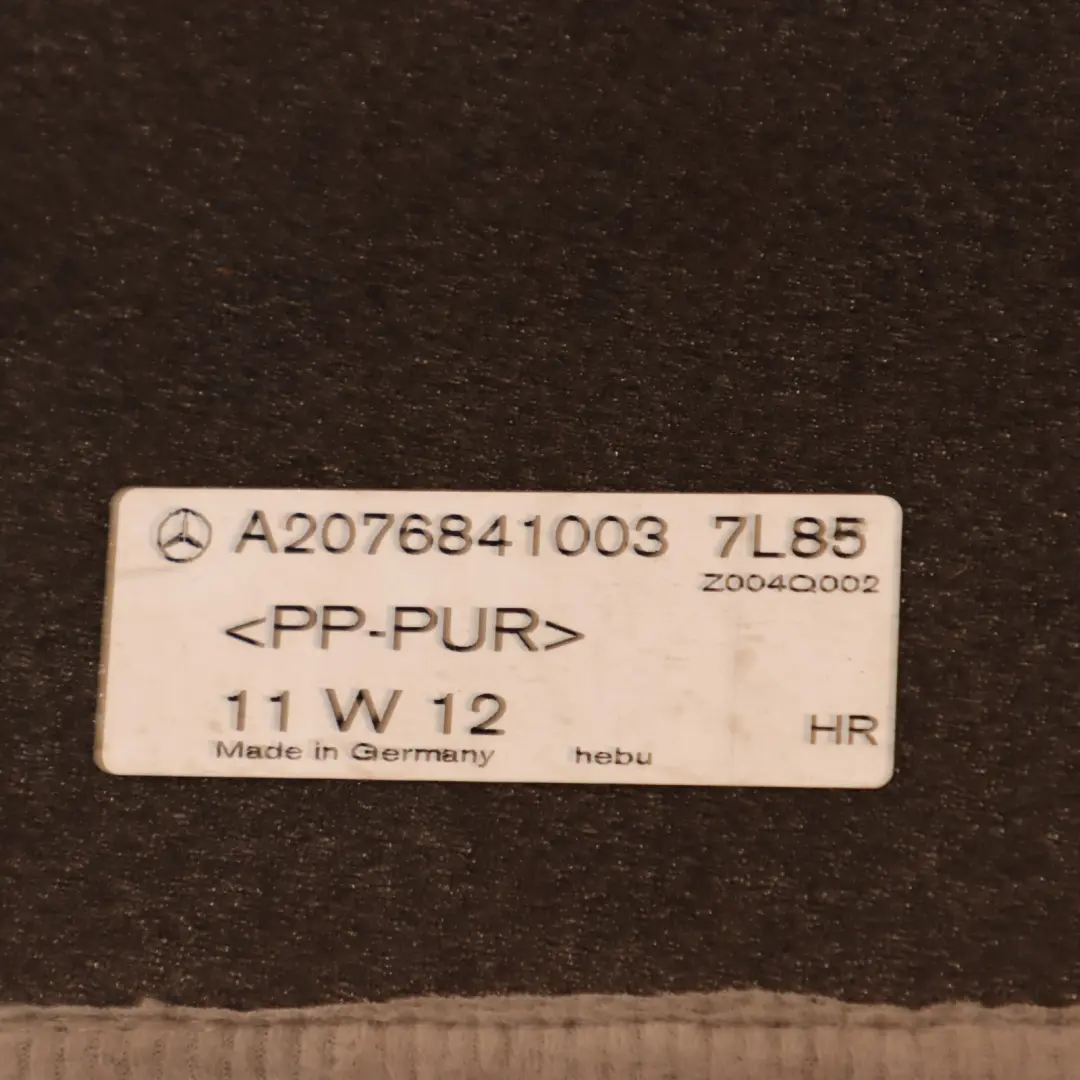 A2076841003 7L85
Z004Q002
<PP-PUR>
11 W 12
HR
Made in Germany hebu